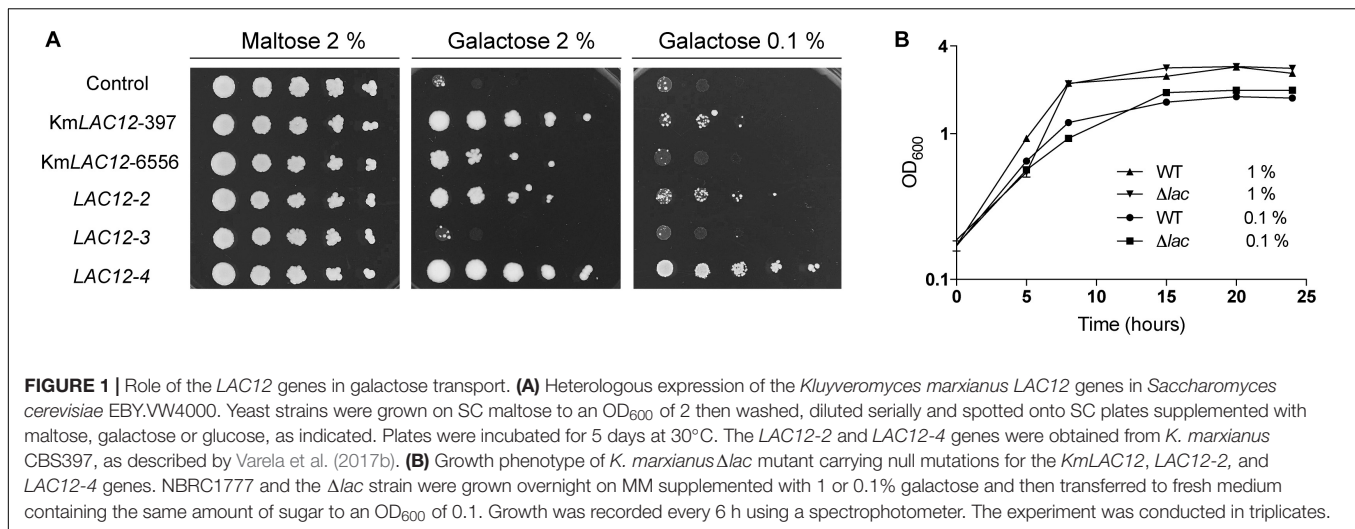 A
Maltose 2 % Galactose 2 % Galactose 0.1 %
Control
KmLAC12-397
KmLAC12-6556
LAC12-2
LAC12-3
LAC12-4
B
OD600
4
1
0.1
0 5 10 15 20 25
Time (hours)
WT 1 %
Δlac 1 %
WT 0.1 %
Δlac 0.1 %
FIGURE 1 | Role of the LAC12 genes in galactose transport. (A) Heterologous expression of the Kluyveromyces marxianus LAC12 genes in Saccharomyces
cerevisiae EBY.VW4000. Yeast strains were grown on SC maltose to an OD600 of 2 then washed, diluted serially and spotted onto SC plates supplemented with
maltose, galactose or glucose, as indicated. Plates were incubated for 5 days at 30°C. The LAC12-2 and LAC12-4 genes were obtained from K. marxianus
CBS397, as described by Varela et al. (2017b). (B) Growth phenotype of K. marxianus Δlac mutant carrying null mutations for the KmLAC12, LAC12-2, and
LAC12-4 genes. NBRC1777 and the Δlac strain were grown overnight on MM supplemented with 1 or 0.1% galactose and then transferred to fresh medium
containing the same amount of sugar to an OD600 of 0.1. Growth was recorded every 6 h using a spectrophotometer. The experiment was conducted in triplicates.